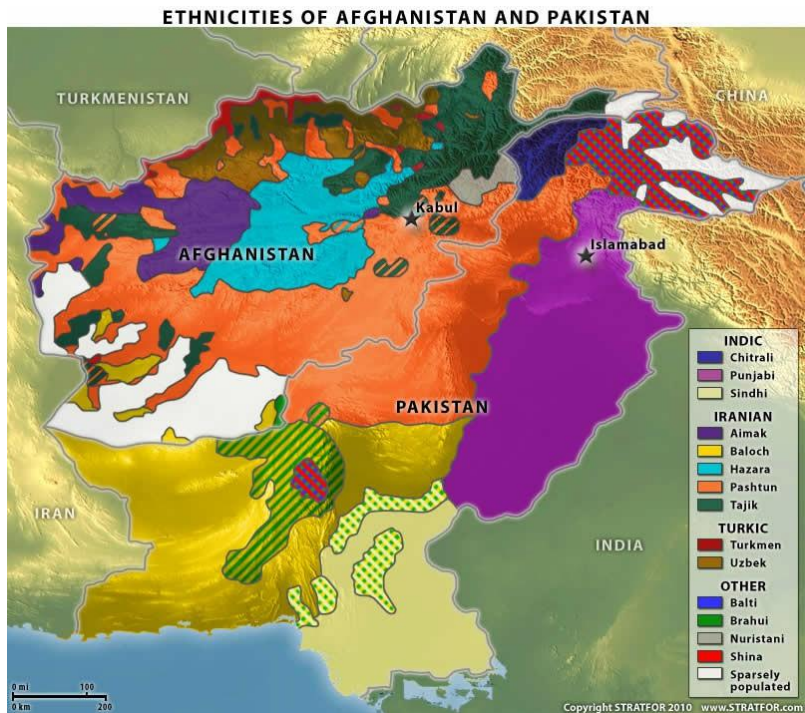 ETHNICITIES OF AFGHANISTAN AND PAKISTAN
TURKMENISTAN
CHINA
Kabul
Islamabad
AFGHANISTAN
PAKISTAN
IRAN
INDIA
INDIC
Chitrali
Punjabi
Sindhi
IRANIAN
Aimak
Baloch
Hazara
Pashtun
Tajik
TURKIC
Turkmen
Uzbek
OTHER
Balti
Brahui
Nuristani
Shina
Sparsely
populated
0 mi 100
0 km 200
Copyright STRATFOR 2010 www.STRATFOR.com